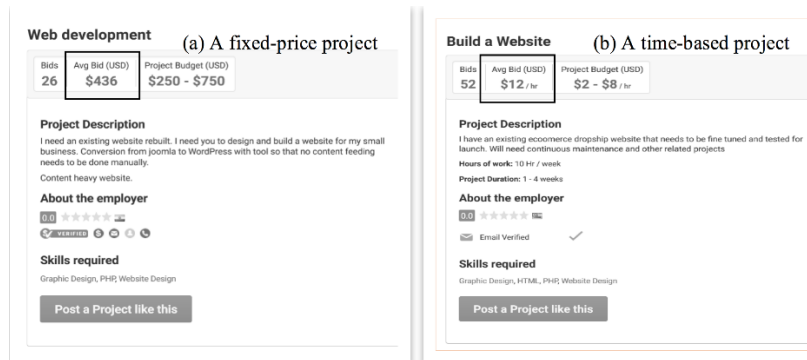 Web development
(a) A fixed-price project
Bids
26
Avg Bid (USD)
$436
Project Budget (USD)
$250 - $750
Project Description
I need an existing website rebuilt. I need you to design and build a website for my small
business. Conversion from joomla to WordPress with tool so that no content feeding
needs to be done manually.
Content heavy website.
About the employer
0.0
VERIFIED
Skills required
Graphic Design, PHP, Website Design
Post a Project like this
Build a Website
(b) A time-based project
Bids
52
Avg Bid (USD)
$12 / hr
Project Budget (USD)
$2 - $8 / hr
Project Description
I have an existing ecoomerce dropship website that needs to be fine tuned and tested for
launch. Will need continuous maintenance and other related projects
Hours of work: 10 Hr / week
Project Duration: 1 - 4 weeks
About the employer
0.0
Email Verified
Skills required
Graphic Design, HTML, PHP, Website Design
Post a Project like this